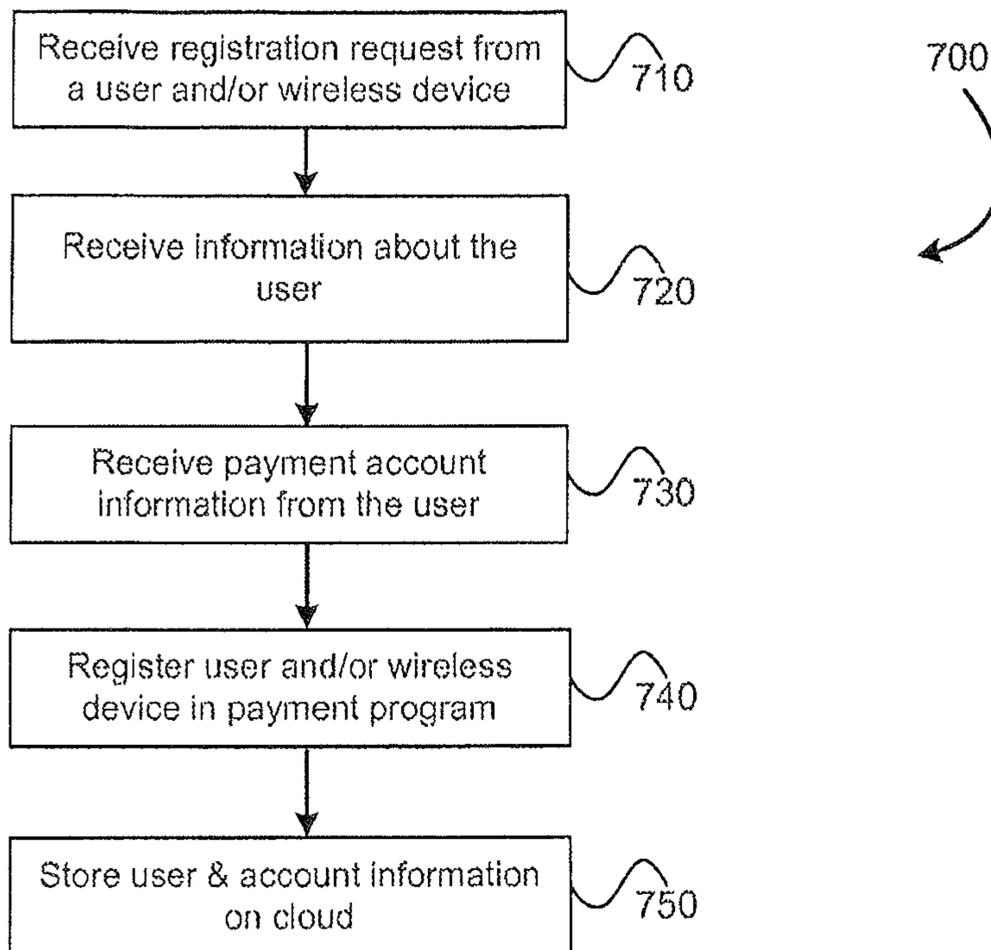 Receive registration request from
a user and/or wireless device
710
700
Receive information about the
user
720
Receive payment account
information from the user
730
Register user and/or wireless
device in payment program
740
Store user & account information
on cloud
750